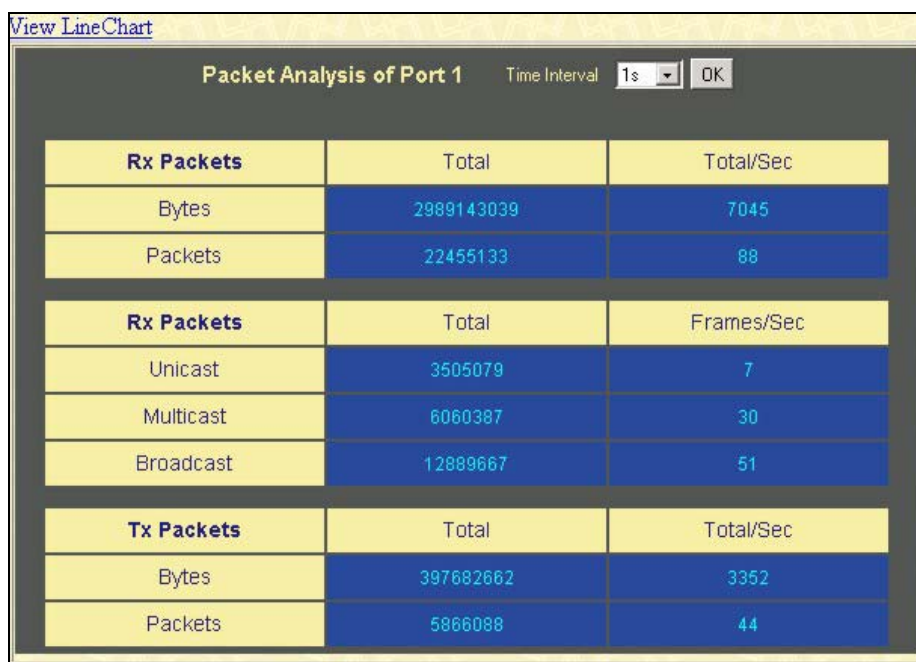 View LineChart
Packet Analysis of Port 1 Time Interval 1s OK
Rx Packets Total Total/Sec
Bytes 2989143039 7045
Packets 22455133 88
Rx Packets Total Frames/Sec
Unicast 3505079 7
Multicast 6060387 30
Broadcast 12889667 51
Tx Packets Total Total/Sec
Bytes 397682662 3352
Packets 5866088 44